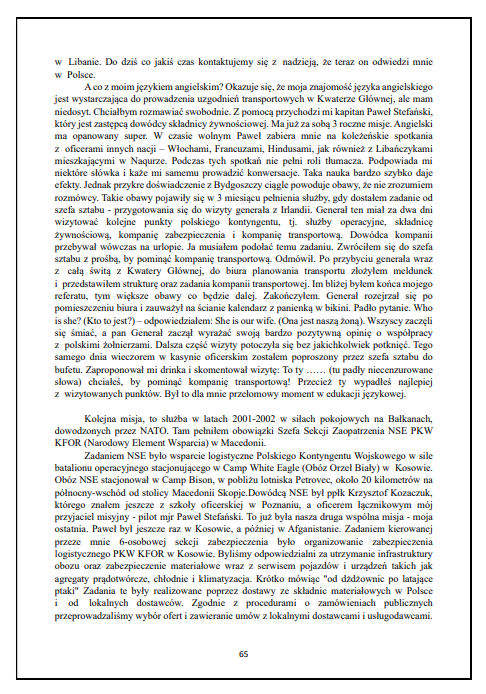 w Libanie. Do dziś co jakiś czas kontaktujemy się z nadzieją, że teraz on odwiedzi mnie
w Polsce.
A co z moim językiem angielskim? Okazuje się, że moja znajomość języka angielskiego
jest wystarczająca do prowadzenia uzgodnień transportowych w Kwaterze Głównej, ale mam
niedosyt. Chciałbym rozmawiać swobodnie. Z pomocą przychodzi mi kapitan Paweł Stefański,
który jest zastępcą dowódcy składnicy żywnościowej. Ma już za sobą 3 roczne misje. Angielski
ma opanowany super. W czasie wolnym Paweł zabiera mnie na koleżeńskie spotkania
z oficerami innych nacji – Włochami, Francuzami, Hindusami, jak również z Libańczykami
mieszkającymi w Naqurze. Podczas tych spotkań nie pełni roli tłumacza. Podpowiada mi
niektóre słówka i każe mi samemu prowadzić konwersacje. Taka nauka bardzo szybko daje
efekty. Jednak przykre doświadczenie z Bydgoszczy ciągle powoduje obawy, że nie zrozumiem
rozmówcy. Takie obawy pojawiły się w 3 miesiącu pełnienia służby, gdy dostałem zadanie od
szefa sztabu - przygotowania się do wizyty generała z Irlandii. Generał ten miał za dwa dni
wizytować kolejne punkty polskiego kontyngentu, tj. służby operacyjne, składnicę
żywnościową, kompanię zabezpieczenia i kompanię transportową. Dowódca kompanii
przebywał wówczas na urlopie. Ja musiałem podołać temu zadaniu. Zwróciłem się do szefa
sztabu z prośbą, by pominąć kompanię transportową. Odmówił. Po przybyciu generała wraz
z całą świtą z Kwatery Głównej, do biura planowania transportu złożyłem meldunek
i przedstawiłem strukturę oraz zadania kompanii transportowej. Im bliżej byłem końca mojego
referatu, tym większe obawy co będzie dalej. Zakończyłem. Generał rozejrzał się po
pomieszczeniu biura i zauważył na ścianie kalendarz z panienką w bikini. Padło pytanie. Who
is she? (Kto to jest?) – odpowiedziałem: She is our wife. (Ona jest naszą żoną). Wszyscy zaczęli
się śmiać, a pan Generał zaczął wyrażać swoją bardzo pozytywną opinię o współpracy
z polskimi żołnierzami. Dalsza część wizyty potoczyła się bez jakichkolwiek potknięć. Tego
samego dnia wieczorem w kasynie oficerskim zostałem poproszony przez szefa sztabu do
bufetu. Zaproponował mi drinka i skomentował wizytę: To ty …… (tu padły niecenzurowane
słowa) chciałeś, by pominąć kompanię transportową! Przecież ty wypadłeś najlepiej
z wizytowanych punktów. Był to dla mnie przełomowy moment w edukacji językowej.
Kolejna misja, to służba w latach 2001-2002 w siłach pokojowych na Bałkanach,
dowodzonych przez NATO. Tam pełniłem obowiązki Szefa Sekcji Zaopatrzenia NSE PKW
KFOR (Narodowy Element Wsparcia) w Macedonii.
Zadaniem NSE było wsparcie logistyczne Polskiego Kontyngentu Wojskowego w sile
batalionu operacyjnego stacjonującego w Camp White Eagle (Obóz Orzeł Biały) w Kosowie.
Obóz NSE stacjonował w Camp Bison, w pobliżu lotniska Petrovec, około 20 kilometrów na
północny-wschód od stolicy Macedonii Skopje.Dowódcą NSE był ppłk Krzysztof Kozaczuk,
którego znałem jeszcze z szkoły oficerskiej w Poznaniu, a oficerem łącznikowym mój
przyjaciel misyjny - pilot mjr Paweł Stefański. To już była nasza druga wspólna misja - moja
ostatnia. Paweł był jeszcze raz w Kosowie, a później w Afganistanie. Zadaniem kierowanej
przeze mnie 6-osobowej sekcji zabezpieczenia było organizowanie zabezpieczenia
logistycznego PKW KFOR w Kosowie. Byliśmy odpowiedzialni za utrzymanie infrastruktury
obozu oraz zabezpieczenie materiałowe wraz z serwisem pojazdów i urządzeń takich jak
agregaty prądotwórcze, chłodnie i klimatyzacja. Krótko mówiąc "od dżdżownic po latające
ptaki" Zadania te były realizowane poprzez dostawy ze składnic materiałowych w Polsce
i od lokalnych dostawców. Zgodnie z procedurami o zamówieniach publicznych
przeprowadzaliśmy wybór ofert i zawieranie umów z lokalnymi dostawcami i usługodawcami.
65